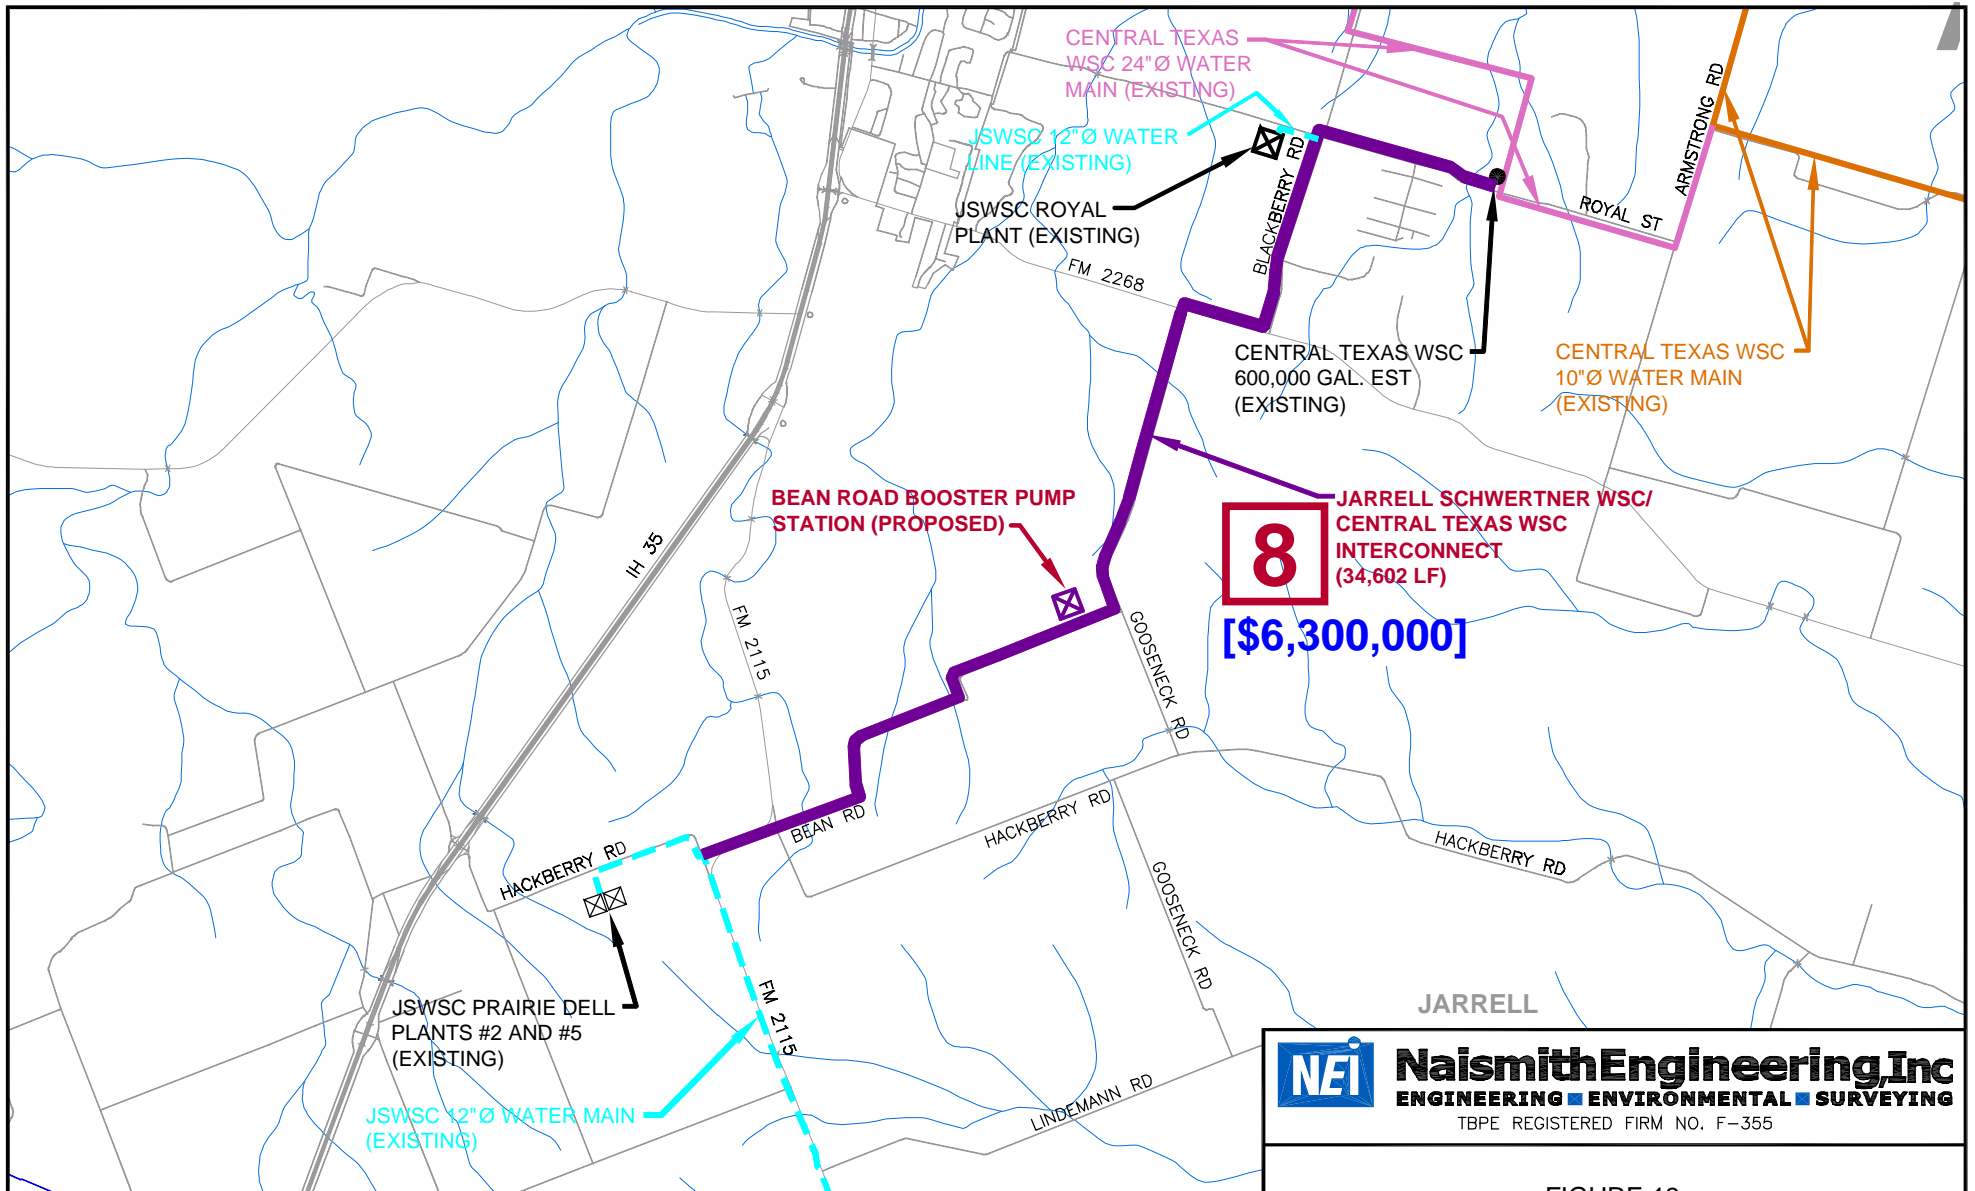 CENTRAL TEXAS
WSC 24"Ø WATER
MAIN (EXISTING)
JSWSC 12"Ø WATER
LINE (EXISTING)
JSWSC ROYAL
PLANT (EXISTING)
BLACKBERRY RD
ARMSTRONG RD
ROYAL ST
FM 2268
CENTRAL TEXAS WSC
600,000 GAL. EST
(EXISTING)
CENTRAL TEXAS WSC
10"Ø WATER MAIN
(EXISTING)
BEAN ROAD BOOSTER PUMP
STATION (PROPOSED)
JARRELL SCHWERTNER WSC/
CENTRAL TEXAS WSC
INTERCONNECT
(34,602 LF)
8
[$6,300,000]
IH 35
FM 2115
GOOSENECK RD
BEAN RD
HACKBERRY RD
HACKBERRY RD
HACKBERRY RD
GOOSENECK RD
JSWSC PRAIRIE DELL
PLANTS #2 AND #5
(EXISTING)
FM 2115
JSWSC 12"Ø WATER MAIN
(EXISTING)
LINDEMANN RD
JARRELL
NEi
NaismithEngineering,Inc
ENGINEERING ■ ENVIRONMENTAL ■ SURVEYING
TBPE REGISTERED FIRM NO. F-355
FIGURE